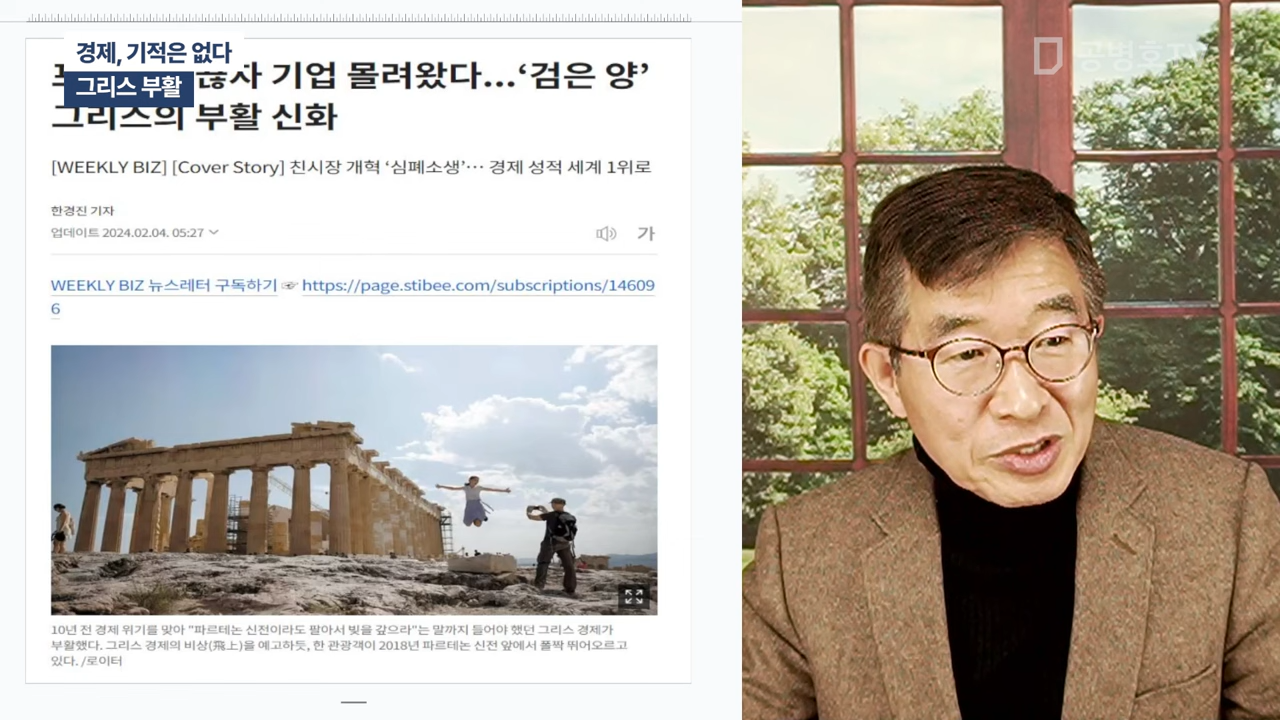 경제, 기적은 없다
그리스 부활
기업 몰려왔다...‘검은 양’
그리스의 부활 신화
[WEEKLY BIZ] [Cover Story] 친시장 개혁 ‘심폐소생’… 경제 성적 세계 1위로
한경진 기자
업데이트 2024.02.04. 05:27
가
WEEKLY BIZ 뉴스레터 구독하기 ☞ https://page.stibee.com/subscriptions/14609
6
10년 전 경제 위기를 맞아 "파르테논 신전이라도 팔아서 빚을 갚으라"는 말까지 들어야 했던 그리스 경제가
부활했다. 그리스 경제의 비상(飛上)을 예고하듯, 한 관광객이 2018년 파르테논 신전 앞에서 폴짝 뛰어오르고
있다. /로이터
공병호TV